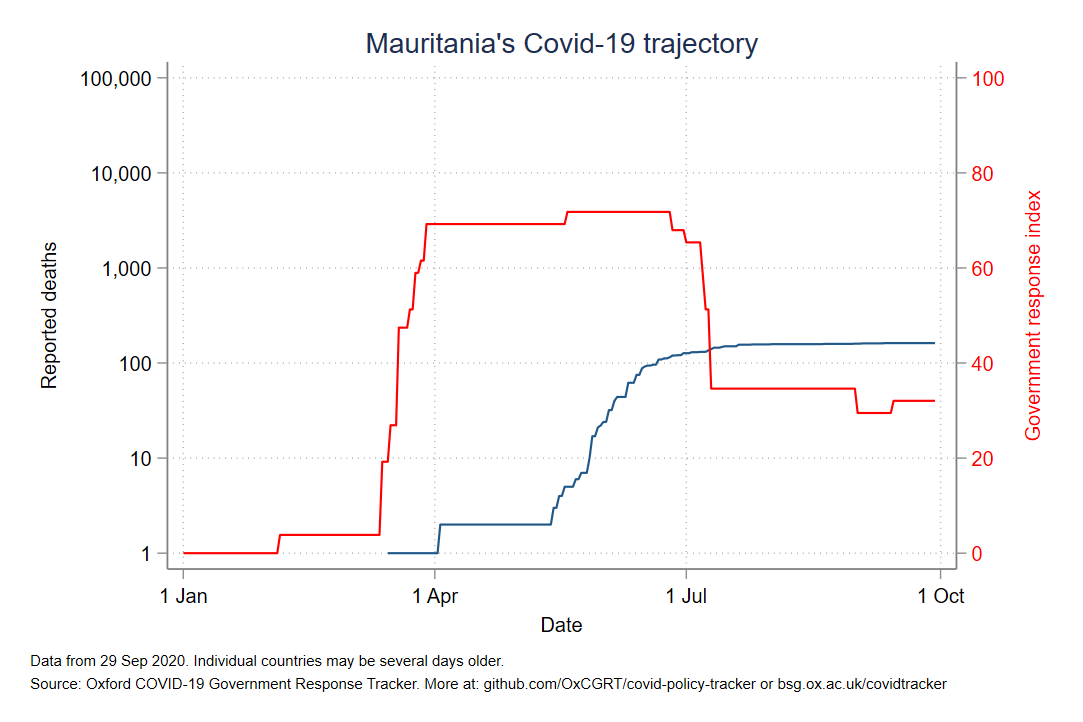 Mauritania's Covid-19 trajectory
100,000
10,000
1,000
100
10
1
Reported deaths
100
80
60
40
20
0
Government response index
1 Jan
1 Apr
1 Jul
1 Oct
Date
Data from 29 Sep 2020. Individual countries may be several days older.
Source: Oxford COVID-19 Government Response Tracker. More at: github.com/OxCGRT/covid-policy-tracker or bsg.ox.ac.uk/covidtracker